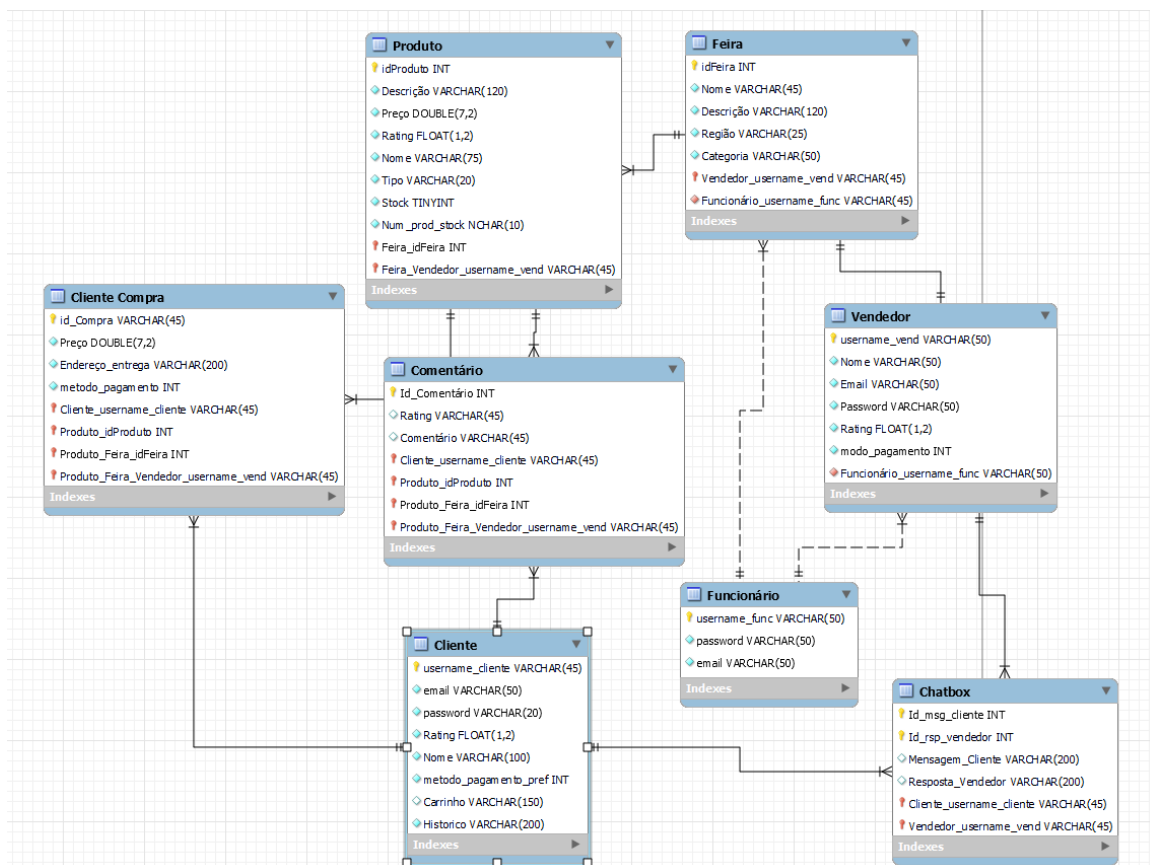 Produto
idProduto INT
Descrição VARCHAR(120)
Preço DOUBLE(7,2)
Rating FLOAT(1,2)
Nome VARCHAR(75)
Tipo VARCHAR(20)
Stock TINYINT
Num_prod_stock NCHAR(10)
Feira_idFeira INT
Feira_Vendedor_username_vend VARCHAR(45)
Indexes
Feira
idFeira INT
Nome VARCHAR(45)
Descrição VARCHAR(120)
Região VARCHAR(25)
Categoria VARCHAR(50)
Vendedor_username_vend VARCHAR(45)
Funcionário_username_func VARCHAR(45)
Indexes
Cliente Compra
id_Compra VARCHAR(45)
Preço DOUBLE(7,2)
Endereço_entrega VARCHAR(200)
metodo_pagamento INT
Cliente_username_cliente VARCHAR(45)
Produto_idProduto INT
Produto_Feira_idFeira INT
Produto_Feira_Vendedor_username_vend VARCHAR(45)
Indexes
Comentário
Id_Comentário INT
Rating VARCHAR(45)
Comentário VARCHAR(45)
Cliente_username_cliente VARCHAR(45)
Produto_idProduto INT
Produto_Feira_idFeira INT
Produto_Feira_Vendedor_username_vend VARCHAR(45)
Indexes
Vendedor
username_vend VARCHAR(50)
Nome VARCHAR(50)
Email VARCHAR(50)
Password VARCHAR(50)
Rating FLOAT(1,2)
modo_pagamento INT
Funcionário_username_func VARCHAR(50)
Indexes
Funcionário
username_func VARCHAR(50)
password VARCHAR(50)
email VARCHAR(50)
Indexes
Cliente
username_cliente VARCHAR(45)
email VARCHAR(50)
password VARCHAR(20)
Rating FLOAT(1,2)
Nome VARCHAR(100)
metodo_pagamento_pref INT
Carrinho VARCHAR(150)
Historico VARCHAR(200)
Indexes
Chatbox
Id_msg_cliente INT
Id_rsp_vendedor INT
Mensagem_Cliente VARCHAR(200)
Resposta_Vendedor VARCHAR(200)
Cliente_username_cliente VARCHAR(45)
Vendedor_username_vend VARCHAR(45)
Indexes